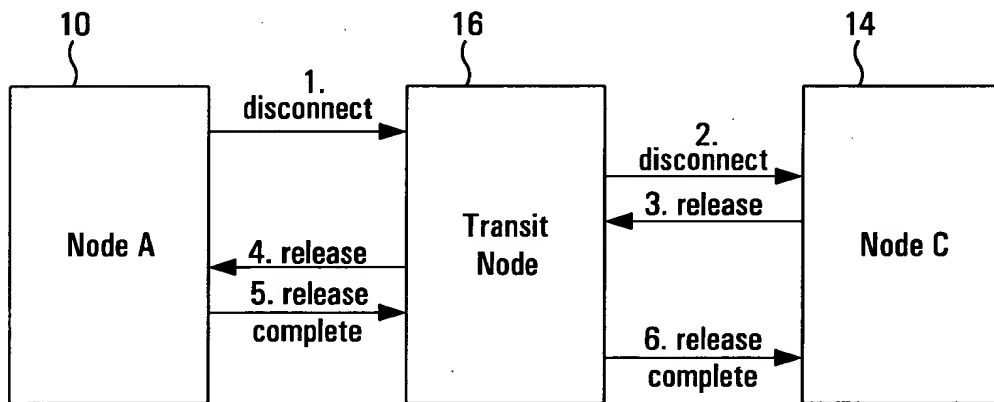 10
16
14
1.
disconnect
2.
disconnect
3. release
Node A
Transit
Node
Node C
4. release
5. release
complete
6. release
complete